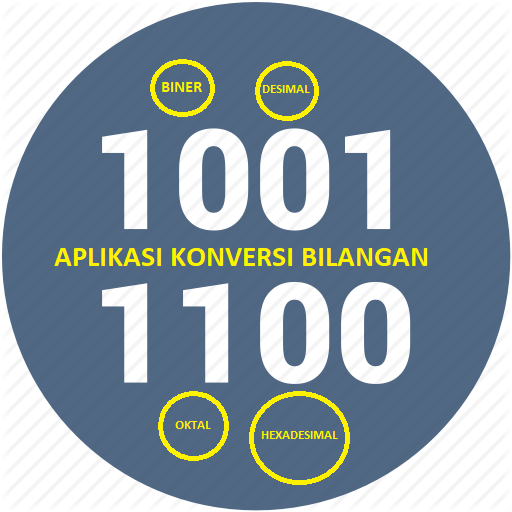 BINER
DESIMAL
1001
APLIKASI KONVERSI BILANGAN
1100
OKTAL
HEXADESIMAL